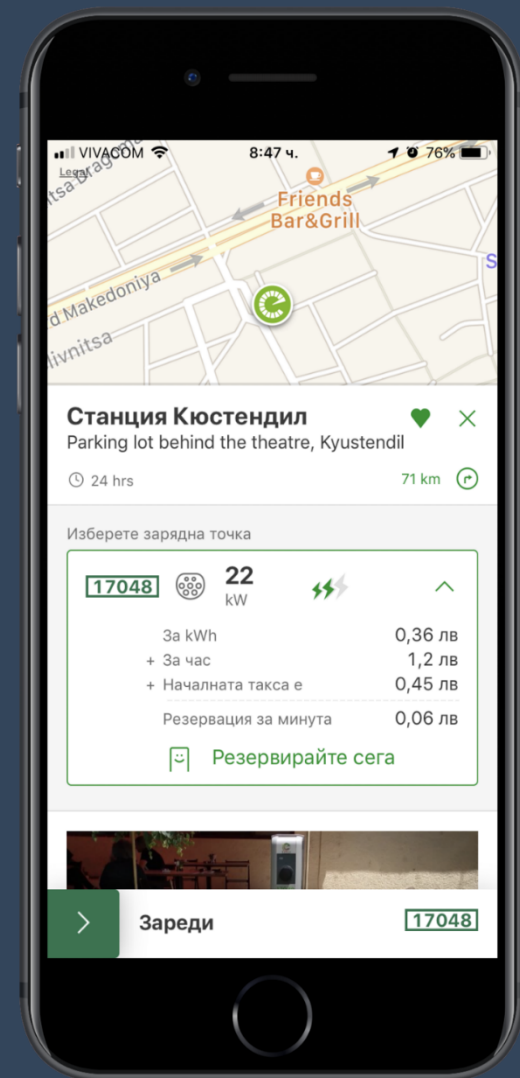 VIVACOM 8:47 ч. 76%
Legal
Friends
Bar&Grill
d Makedoniya
livnitsa
S
Станция Кюстендил
Parking lot behind the theatre, Kyustendil
24 hrs 71 km
Изберете зарядна точка
17048 22
kW
За kWh 0,36 лв
+ За час 1,2 лв
+ Началната такса е 0,45 лв
Резервация за минута 0,06 лв
Резервирайте сега
Зареди 17048